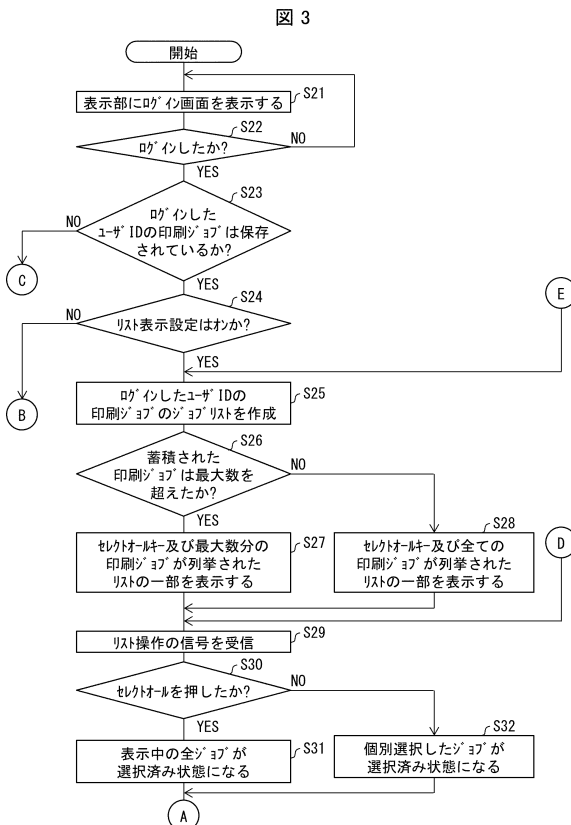 図 3
開始
表示部にﾛｸﾞｲﾝ画面を表示する
S21
ﾛｸﾞｲﾝしたか?
S22
NO
YES
ﾛｸﾞｲﾝした
ﾕｰｻﾞIDの印刷ｼﾞｮﾌﾞは保存
されているか?
S23
NO
C
YES
ﾘｽﾄ表示設定はｵﾝか?
S24
NO
B
YES
E
ﾛｸﾞｲﾝしたﾕｰｻﾞIDの
印刷ｼﾞｮﾌﾞのｼﾞｮﾌﾞﾘｽﾄを作成
S25
蓄積された
印刷ｼﾞｮﾌﾞは最大数を
超えたか?
S26
NO
YES
ｾﾚｸﾄｵｰﾙキー及び最大数分の
印刷ｼﾞｮﾌﾞが列挙された
ﾘｽﾄの一部を表示する
S27
ｾﾚｸﾄｵｰﾙキー及び全ての
印刷ｼﾞｮﾌﾞが列挙された
ﾘｽﾄの一部を表示する
S28
D
ﾘｽﾄ操作の信号を受信
S29
ｾﾚｸﾄｵｰﾙを押したか?
S30
NO
YES
表示中の全ｼﾞｮﾌﾞが
選択済み状態になる
S31
個別選択したｼﾞｮﾌﾞが
選択済み状態になる
S32
A